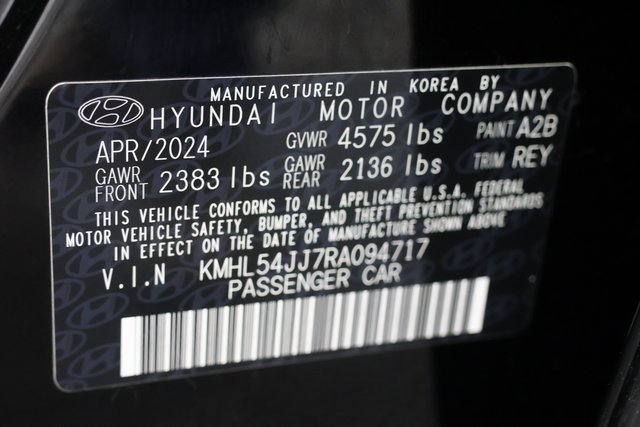 MANUFACTURED IN KOREA BY
HYUNDAI MOTOR COMPANY
APR/2024 GVWR 4575 lbs PAINT A2B
GAWR FRONT 2383 lbs GAWR REAR 2136 lbs TRIM REY
THIS VEHICLE CONFORMS TO ALL APPLICABLE U.S.A. FEDERAL
MOTOR VEHICLE SAFETY, BUMPER, AND THEFT PREVENTION STANDARDS
IN EFFECT ON THE DATE OF MANUFACTURE SHOWN ABOVE
V.I.N KMHL54JJ7RA094717
PASSENGER CAR